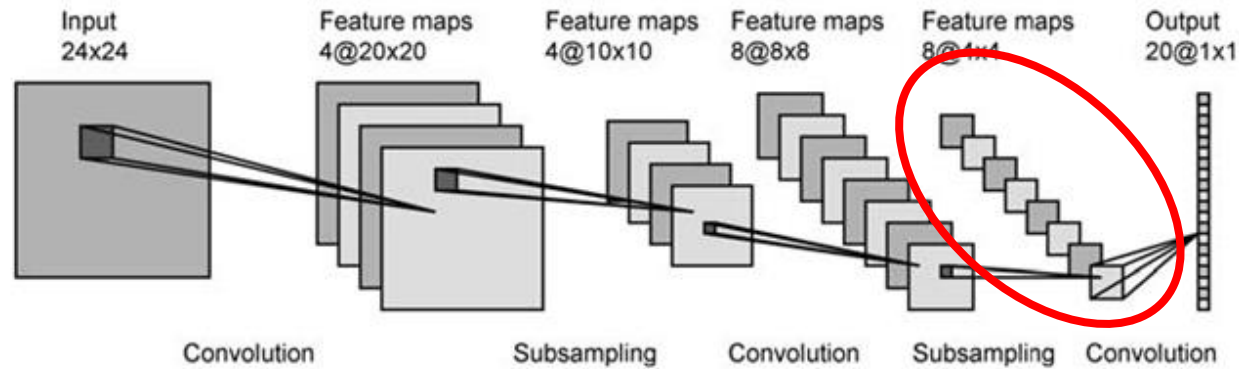 Input
24x24
Feature maps
4@20x20
Feature maps
4@10x10
Feature maps
8@8x8
Feature maps
8@4x4
Output
20@1x1
Convolution
Subsampling
Convolution
Subsampling
Convolution